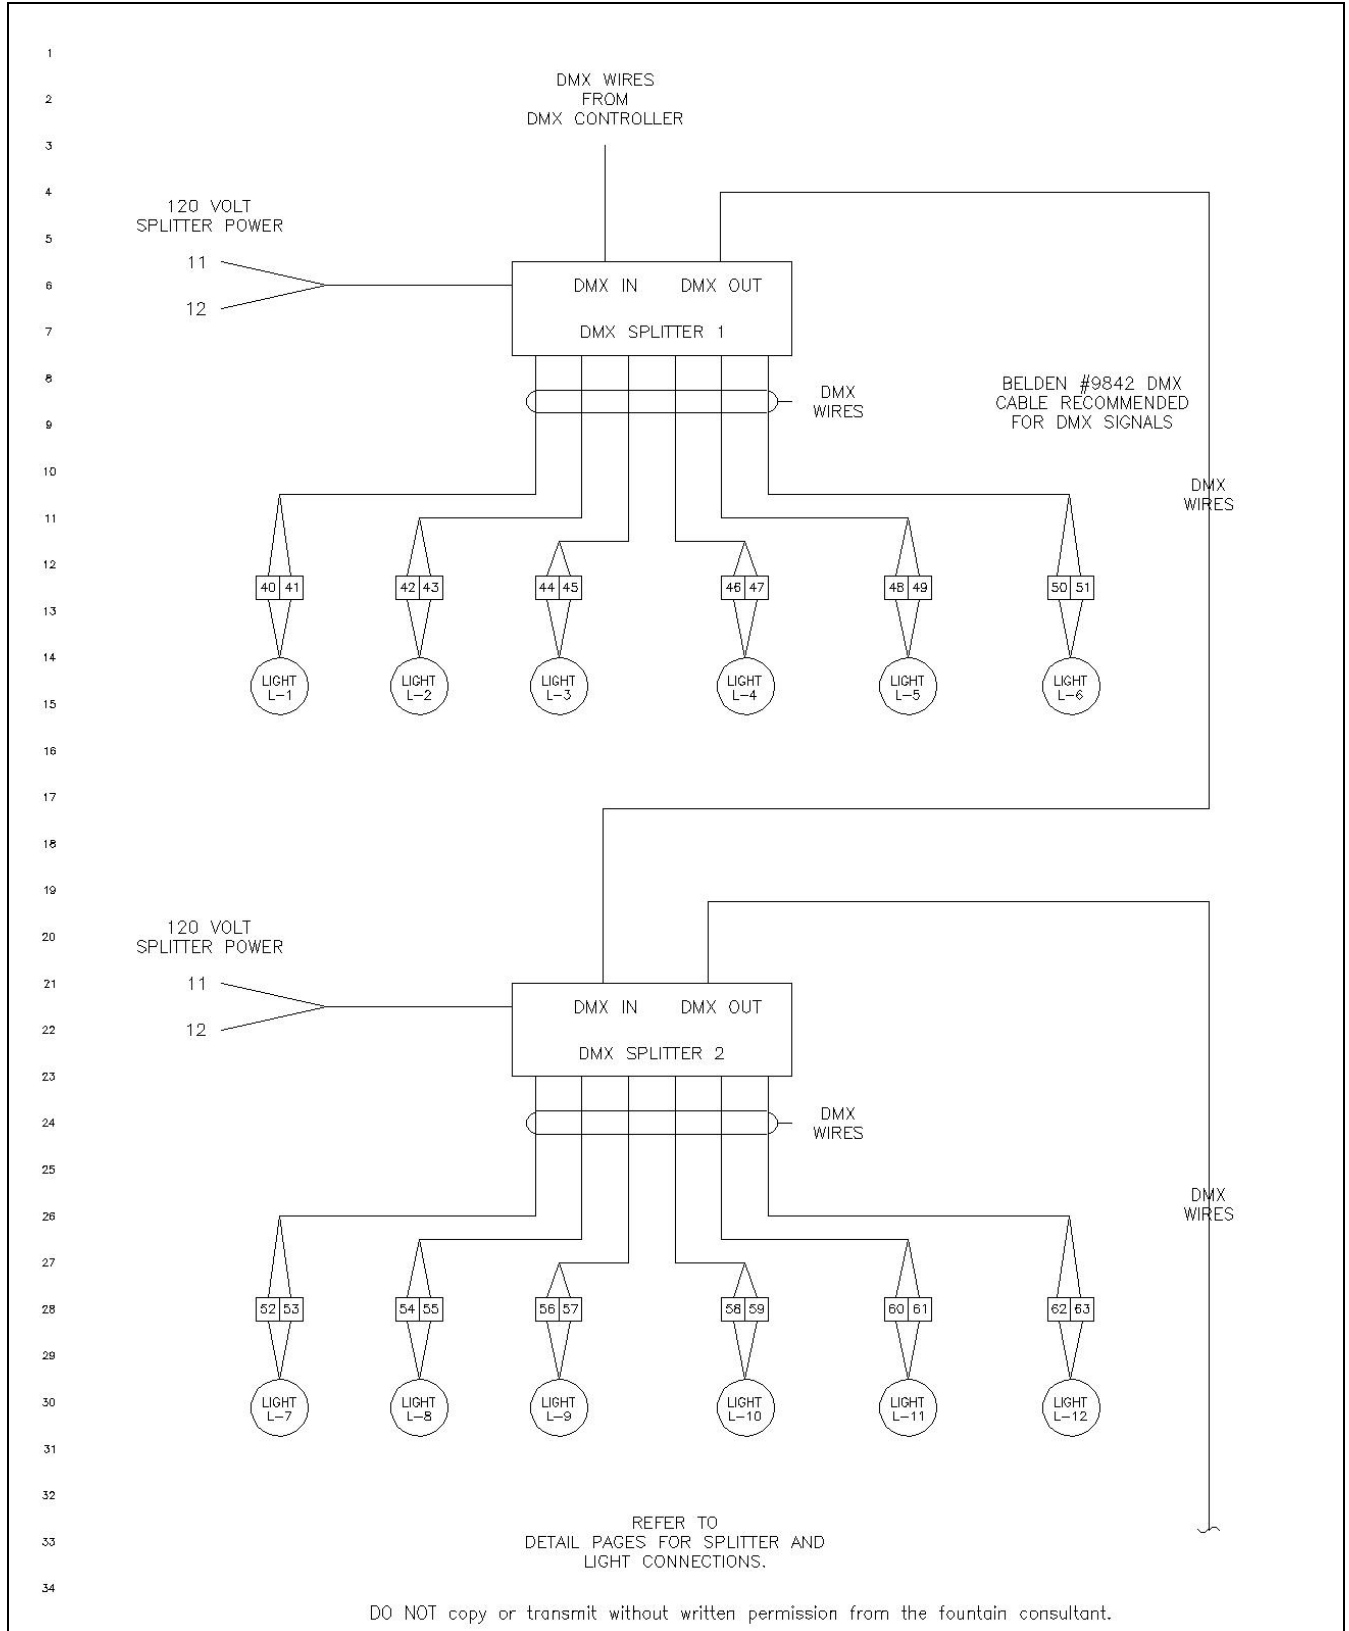 1
DMX WIRES
2
FROM
DMX CONTROLLER
3
4
120 VOLT
SPLITTER POWER
5
11
6
DMX IN DMX OUT
12
7
DMX SPLITTER 1
8
BELDEN #9842 DMX
DMX
CABLE RECOMMENDED
WIRES
FOR DMX SIGNALS
9
10
DMX
WIRES
11
12
40 41 42 43 44 45 46 47 48 49 50 51
13
14
LIGHT L-1
LIGHT L-2
LIGHT L-3
LIGHT L-4
LIGHT L-5
LIGHT L-6
15
16
17
18
19
120 VOLT
20
SPLITTER POWER
21
11
DMX IN DMX OUT
22
12
DMX SPLITTER 2
23
DMX
24
WIRES
25
DMX
26
WIRES
27
28
52 53 54 55 56 57 58 59 60 61 62 63
29
30
LIGHT L-7
LIGHT L-8
LIGHT L-9
LIGHT L-10
LIGHT L-11
LIGHT L-12
31
32
REFER TO
33
DETAIL PAGES FOR SPLITTER AND
LIGHT CONNECTIONS.
34
DO NOT copy or transmit without written permission from the fountain consultant.